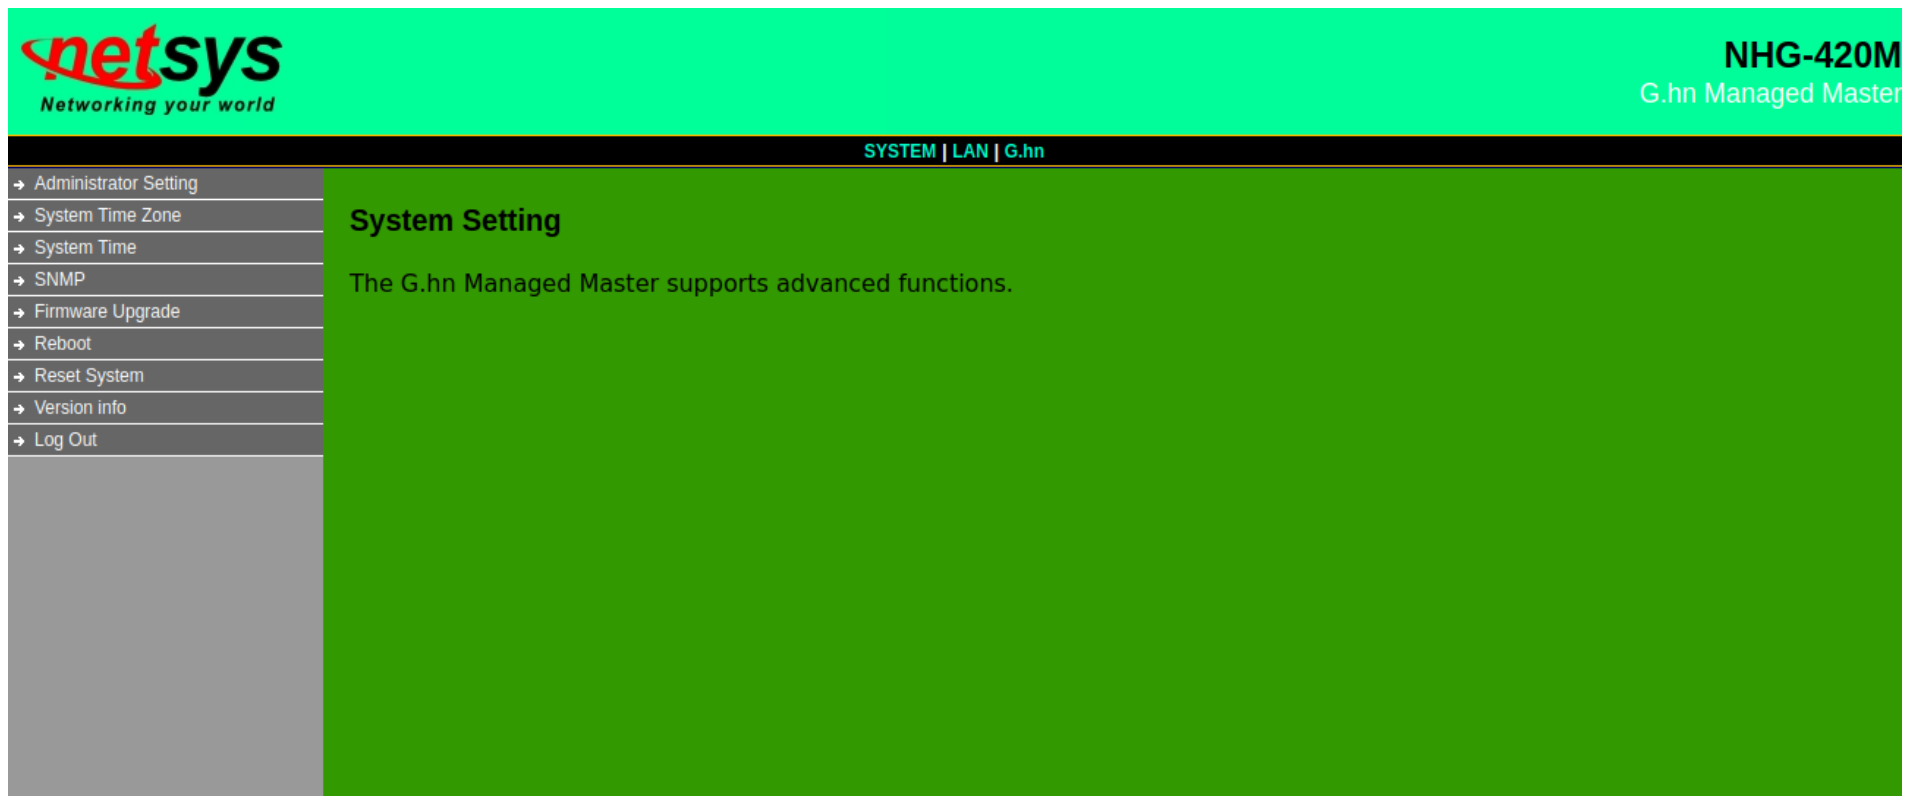 netsys
Networking your world
NHG-420M
G.hn Managed Master
SYSTEM | LAN | G.hn
Administrator Setting
System Time Zone
System Time
SNMP
Firmware Upgrade
Reboot
Reset System
Version info
Log Out
System Setting
The G.hn Managed Master supports advanced functions.